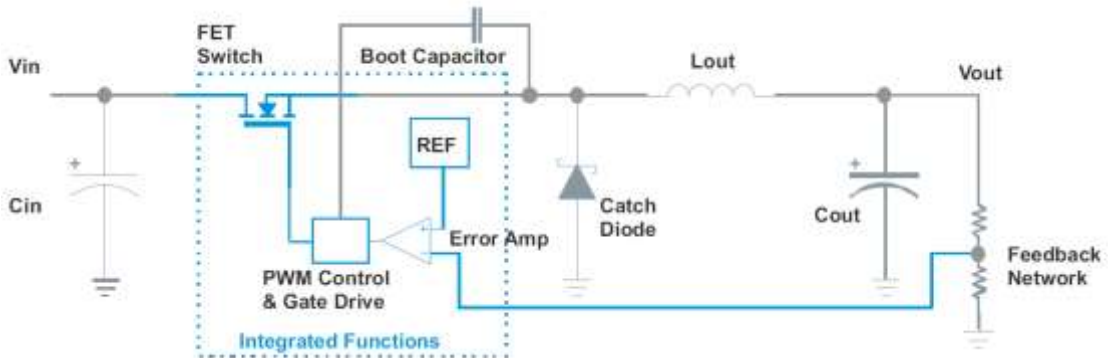 FET
Switch
Boot Capacitor
Vin
Lout
Vout
REF
+
+
Cin
Catch
Diode
Cout
Error Amp
PWM Control
& Gate Drive
Feedback
Network
Integrated Functions